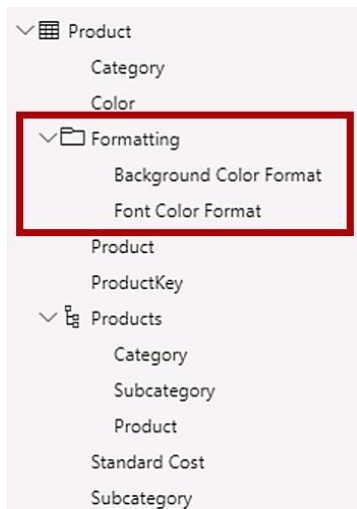 Product
Category
Color
Formatting
Background Color Format
Font Color Format
Product
ProductKey
Products
Category
Subcategory
Product
Standard Cost
Subcategory